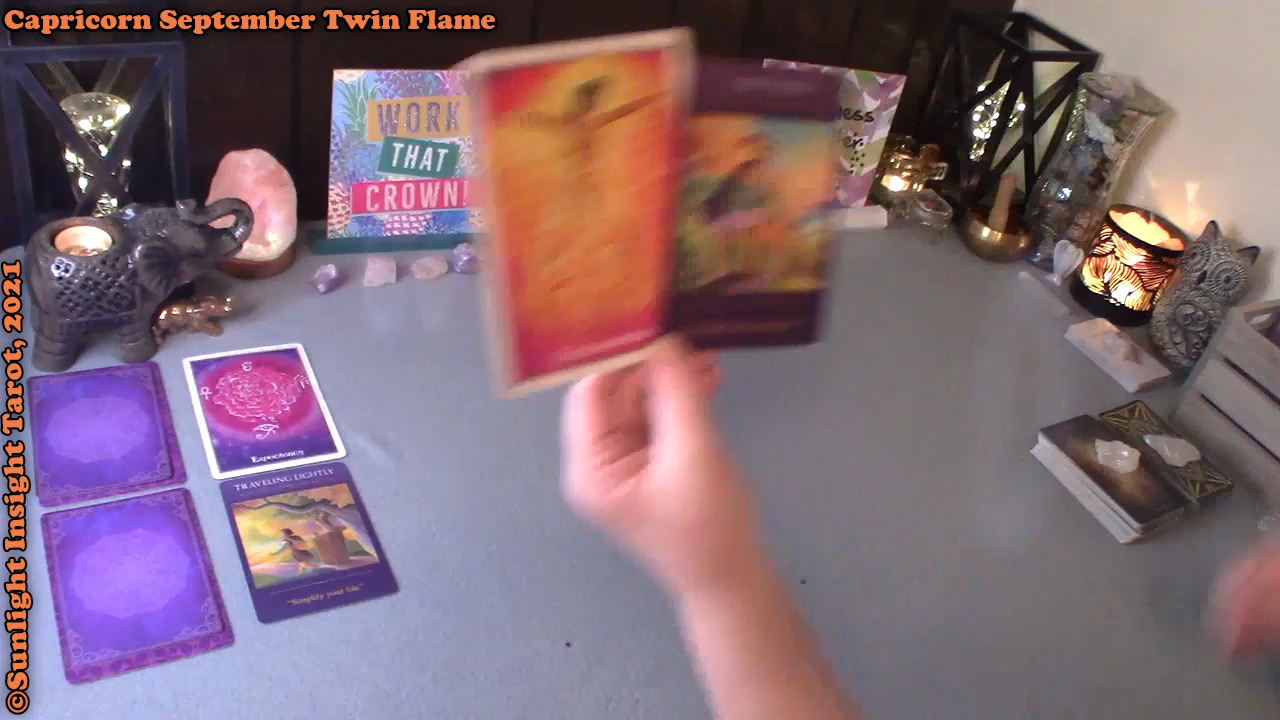 Capricorn September Twin Flame
WORK
THAT
CROWN!
Expectancy
TRAVELING LIGHTLY
"Simplify your life."
©Sunlight Insight Tarot, 2021